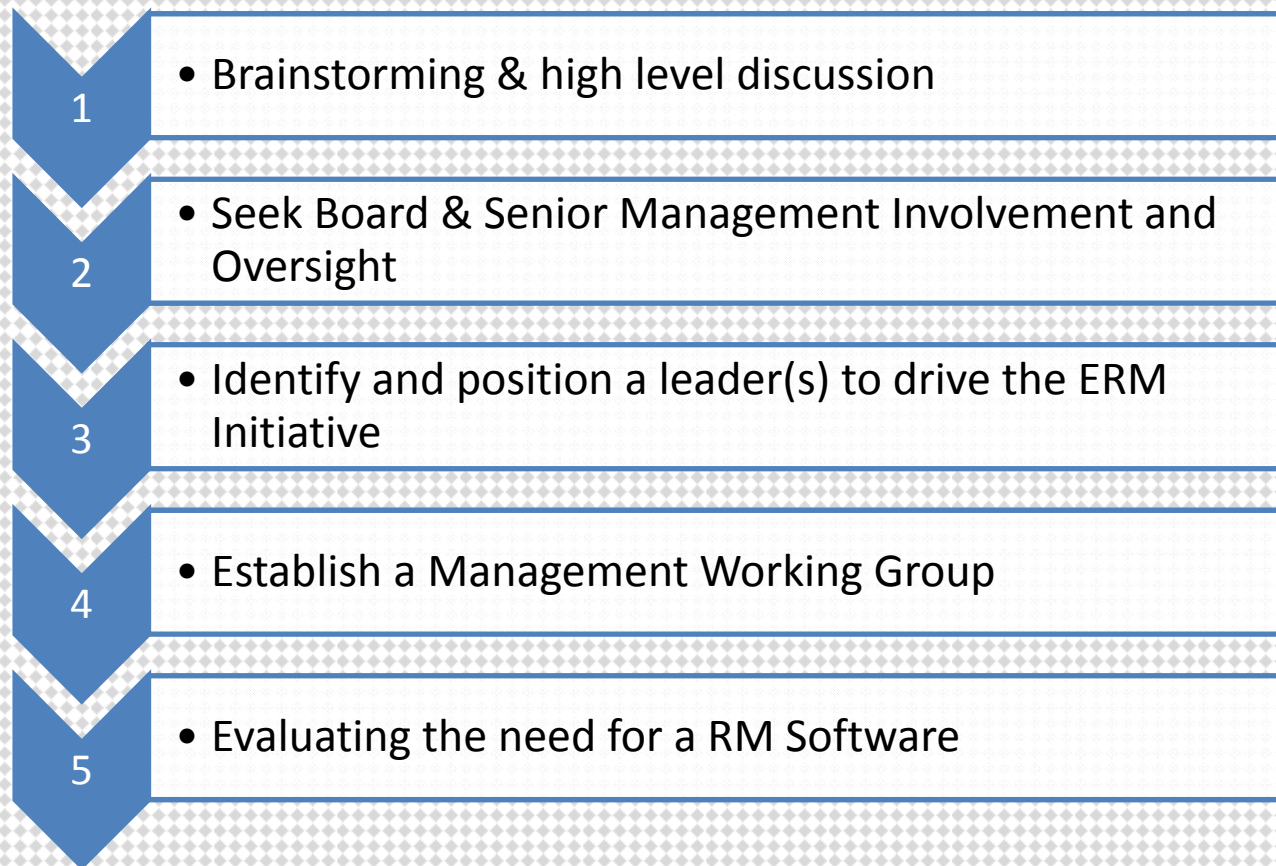 1
• Brainstorming & high level discussion
2
• Seek Board & Senior Management Involvement and
Oversight
3
• Identify and position a leader(s) to drive the ERM
Initiative
4
• Establish a Management Working Group
5
• Evaluating the need for a RM Software